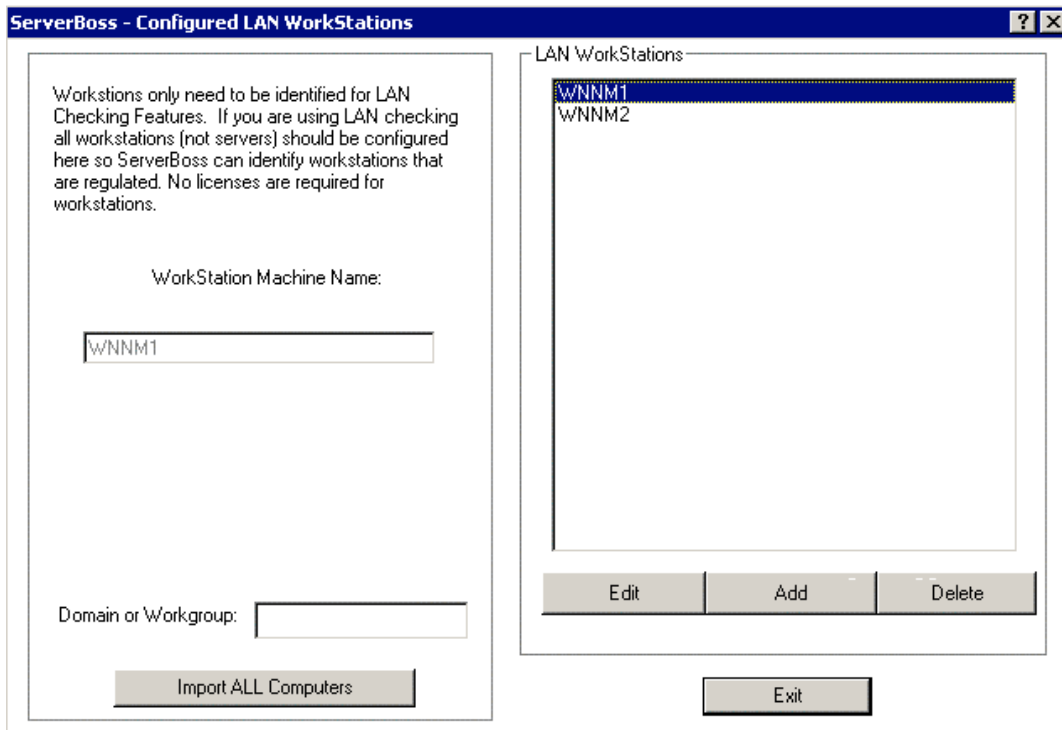 ServerBoss - Configured LAN WorkStations
Workstions only need to be identified for LAN
Checking Features. If you are using LAN checking
all workstations (not servers) should be configured
here so ServerBoss can identify workstations that
are regulated. No licenses are required for
workstations.
WorkStation Machine Name:
WNNM1
Domain or Workgroup:
Import ALL Computers
LAN WorkStations
WNNM1
WNNM2
Edit
Add
Delete
Exit